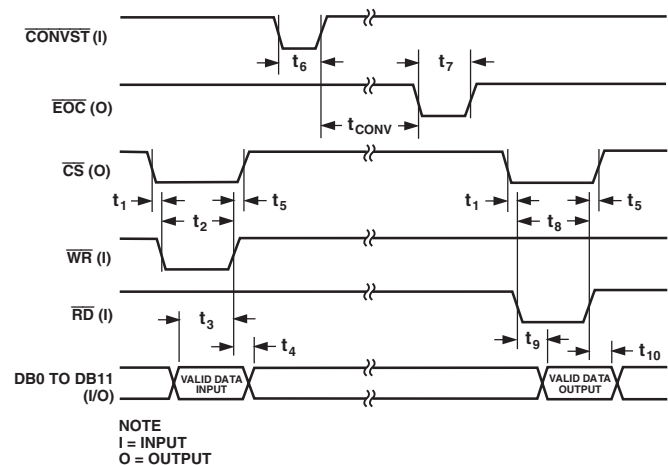 CONVST (I)
t6
t7
EOC (O)
tCONV
CS (O)
t1
t5
t1
t5
t2
t8
WR (I)
RD (I)
t3
t4
t9
t10
DB0 TO DB11
(I/O)
VALID DATA
INPUT
VALID DATA
OUTPUT
NOTE
I = INPUT
O = OUTPUT